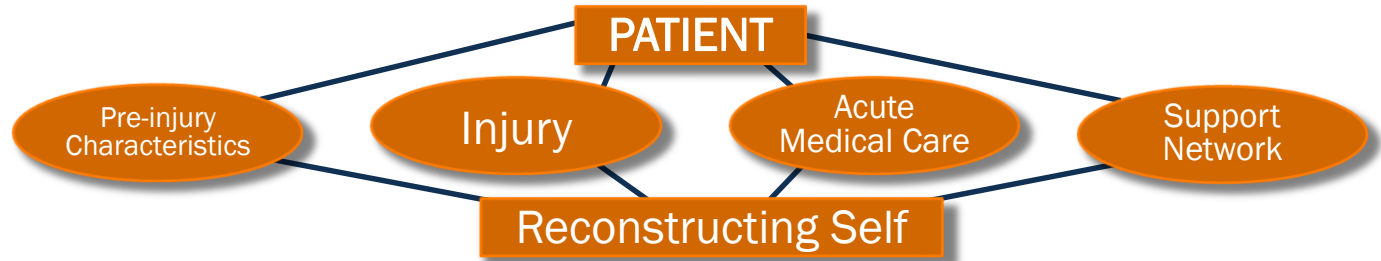 PATIENT
Pre-injury
Characteristics
Injury
Acute
Medical Care
Support
Network
Reconstructing Self